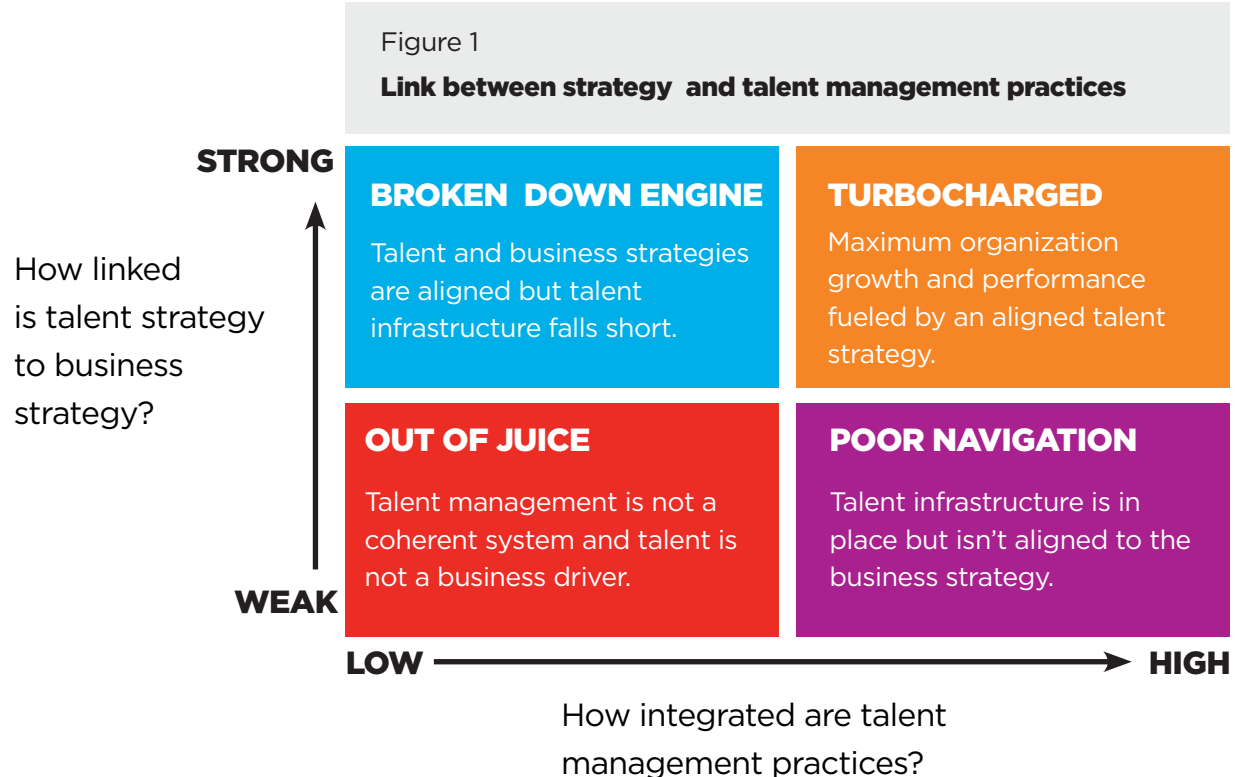 Figure 1
Link between strategy and talent management practices
STRONG
How linked
is talent strategy
to business
strategy?
WEAK
BROKEN DOWN ENGINE
Talent and business strategies
are aligned but talent
infrastructure falls short.
TURBOCHARGED
Maximum organization
growth and performance
fueled by an aligned talent
strategy.
OUT OF JUICE
Talent management is not a
coherent system and talent is
not a business driver.
POOR NAVIGATION
Talent infrastructure is in
place but isn’t aligned to the
business strategy.
LOW
HIGH
How integrated are talent
management practices?